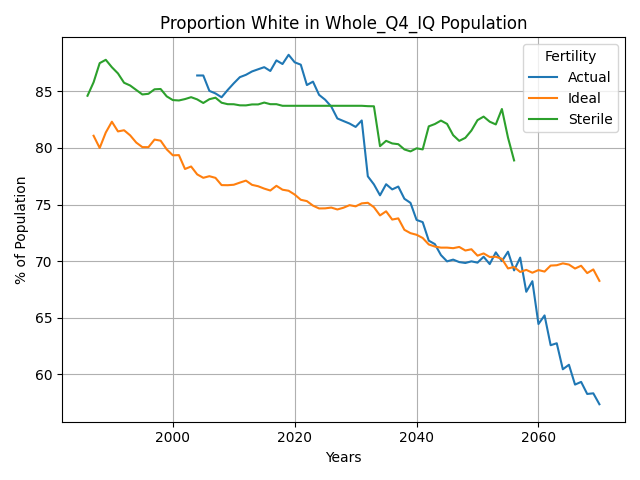 Proportion White in Whole_Q4_IQ Population
% of Population
85
80
75
70
65
60
2000
2020
2040
2060
Years
Fertility
Actual
Ideal
Sterile